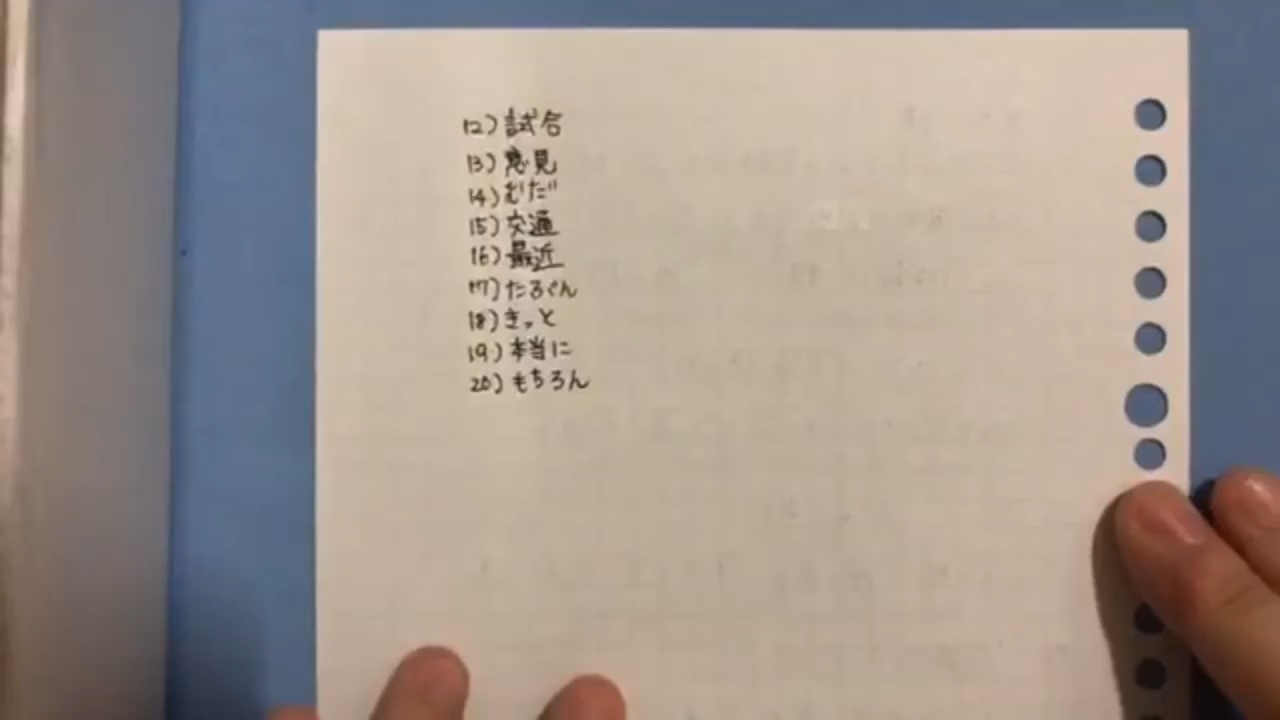 12) 試合
13) 意見
14) むだ
15) 交通
16) 最近
17) たろくん
18) きっと
19) 本当に
20) もちろん